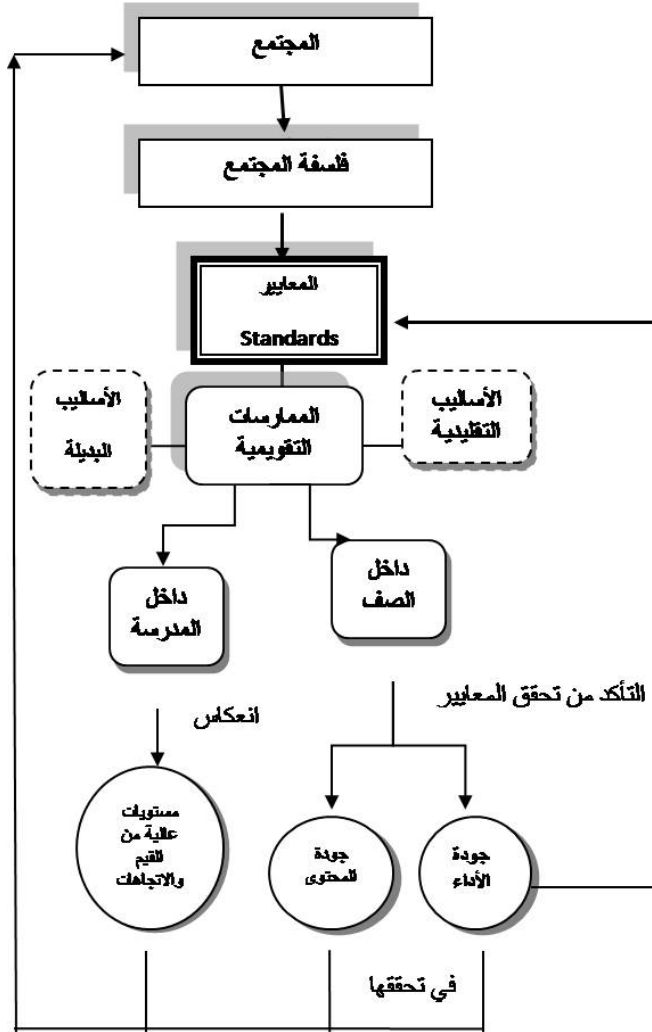 المجتمع
فلسفة المجتمع
المعايير
Standards
الأساليب
التقليدية
الممارسات
التقويمية
الأساليب
البديلة
داخل
الصف
داخل
المدرسة
التأكد من تحقق المعايير
انعكاس
جودة
الأداء
جودة
المحتوى
مستويات
عالية من
القيم
والاتجاهات
في تحققها